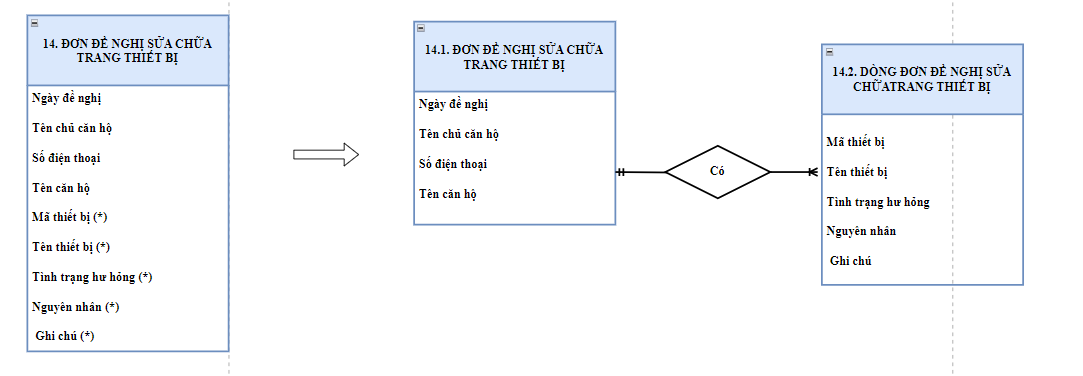 14. ĐƠN ĐỀ NGHỊ SỬA CHỮA
TRANG THIẾT BỊ
Ngày đề nghị
Tên chủ căn hộ
Số điện thoại
Tên căn hộ
Mã thiết bị (*)
Tên thiết bị (*)
Tình trạng hư hỏng (*)
Nguyên nhân (*)
Ghi chú (*)
14.1. ĐƠN ĐỀ NGHỊ SỬA CHỮA
TRANG THIẾT BỊ
Ngày đề nghị
Tên chủ căn hộ
Số điện thoại
Tên căn hộ
Có
14.2. DÒNG ĐƠN ĐỀ NGHỊ SỬA
CHỮATRANG THIẾT BỊ
Mã thiết bị
Tên thiết bị
Tình trạng hư hỏng
Nguyên nhân
Ghi chú